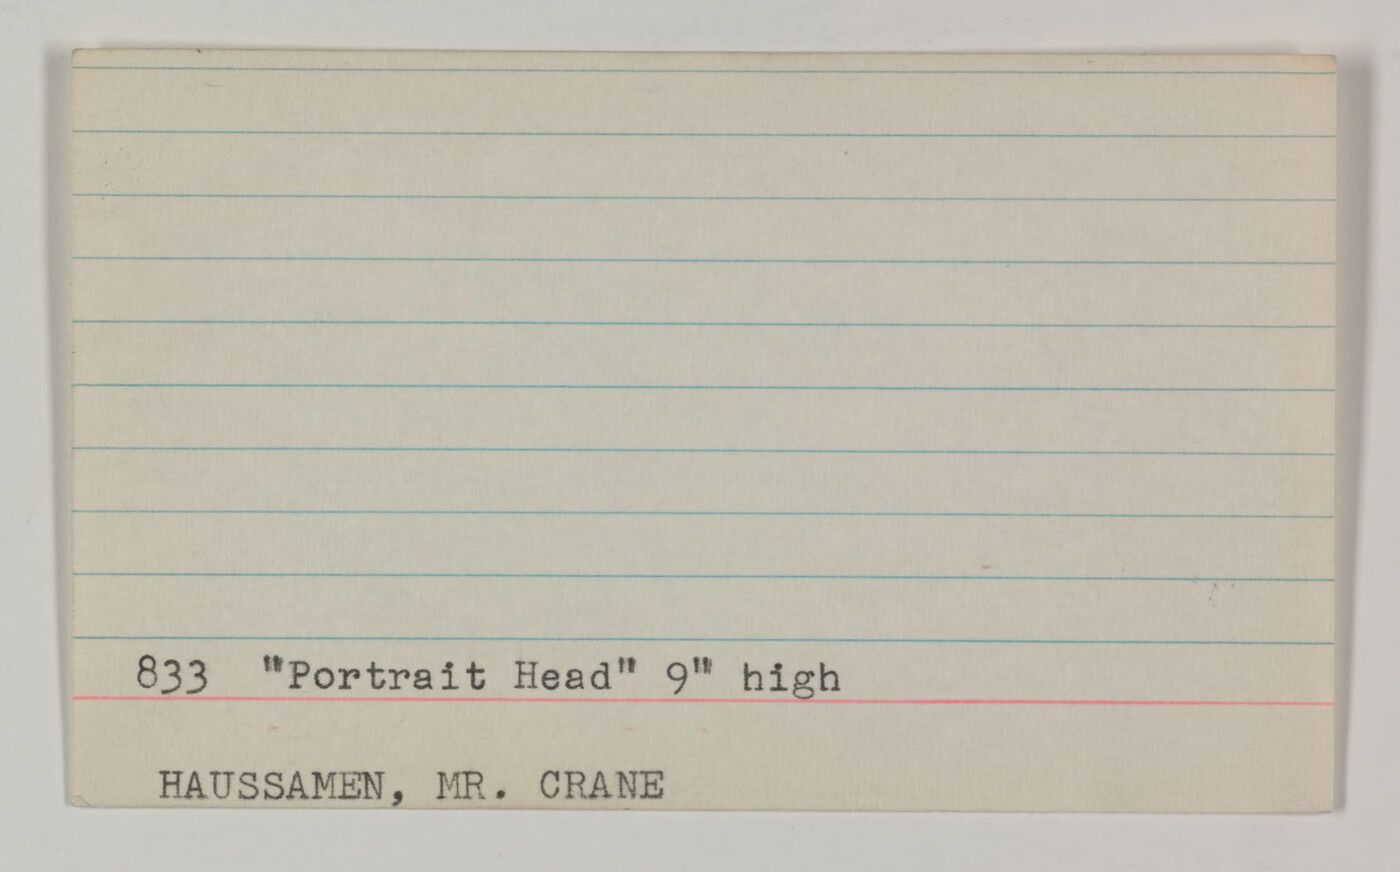 833 "Portrait Head" 9" high
HAUSSAMEN, MR. CRANE